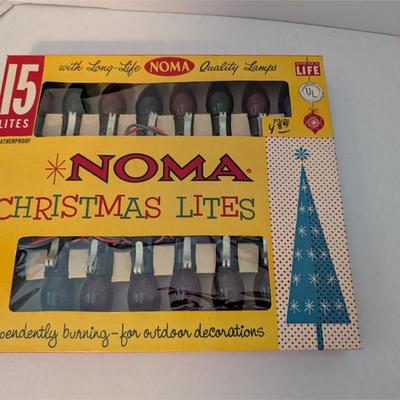 15
LITES
with Long-Life NOMA Quality Lamps
LIFE
UL
NOMA®
CHRISTMAS LITES
pendently burning—for outdoor decorations